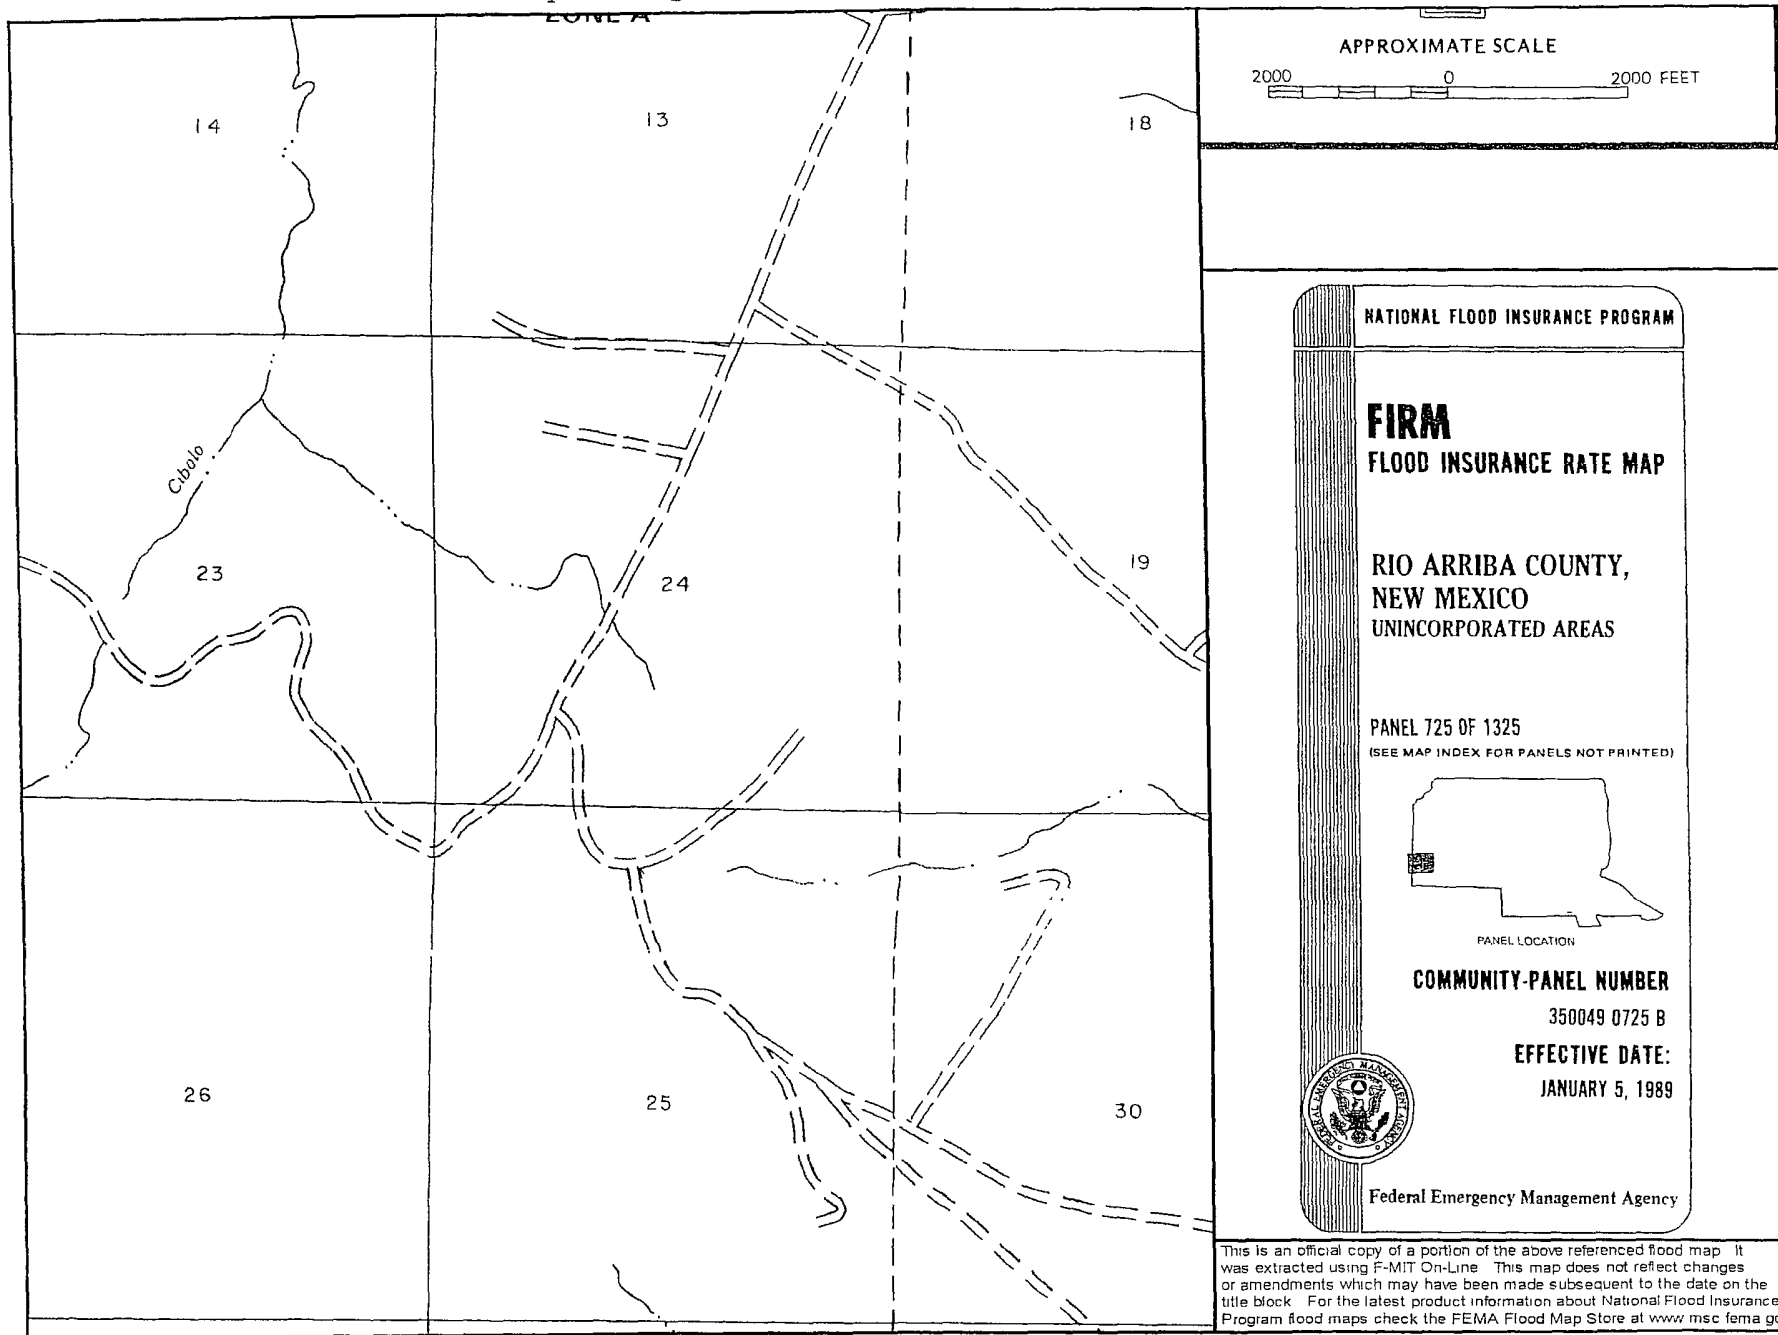 ZONE A
14
13
18
Cibolo
23
24
19
26
25
30
APPROXIMATE SCALE
2000 0 2000 FEET
NATIONAL FLOOD INSURANCE PROGRAM
FIRM
FLOOD INSURANCE RATE MAP
RIO ARRIBA COUNTY,
NEW MEXICO
UNINCORPORATED AREAS
PANEL 725 OF 1325
(SEE MAP INDEX FOR PANELS NOT PRINTED)
PANEL LOCATION
COMMUNITY-PANEL NUMBER
350049 0725 B
EFFECTIVE DATE:
JANUARY 5, 1989
FEDERAL EMERGENCY MANAGEMENT AGENCY
Federal Emergency Management Agency
This is an official copy of a portion of the above referenced flood map It
was extracted using F-MIT On-Line This map does not reflect changes
or amendments which may have been made subsequent to the date on the
title block For the latest product information about National Flood Insurance
Program flood maps check the FEMA Flood Map Store at www msc fema go